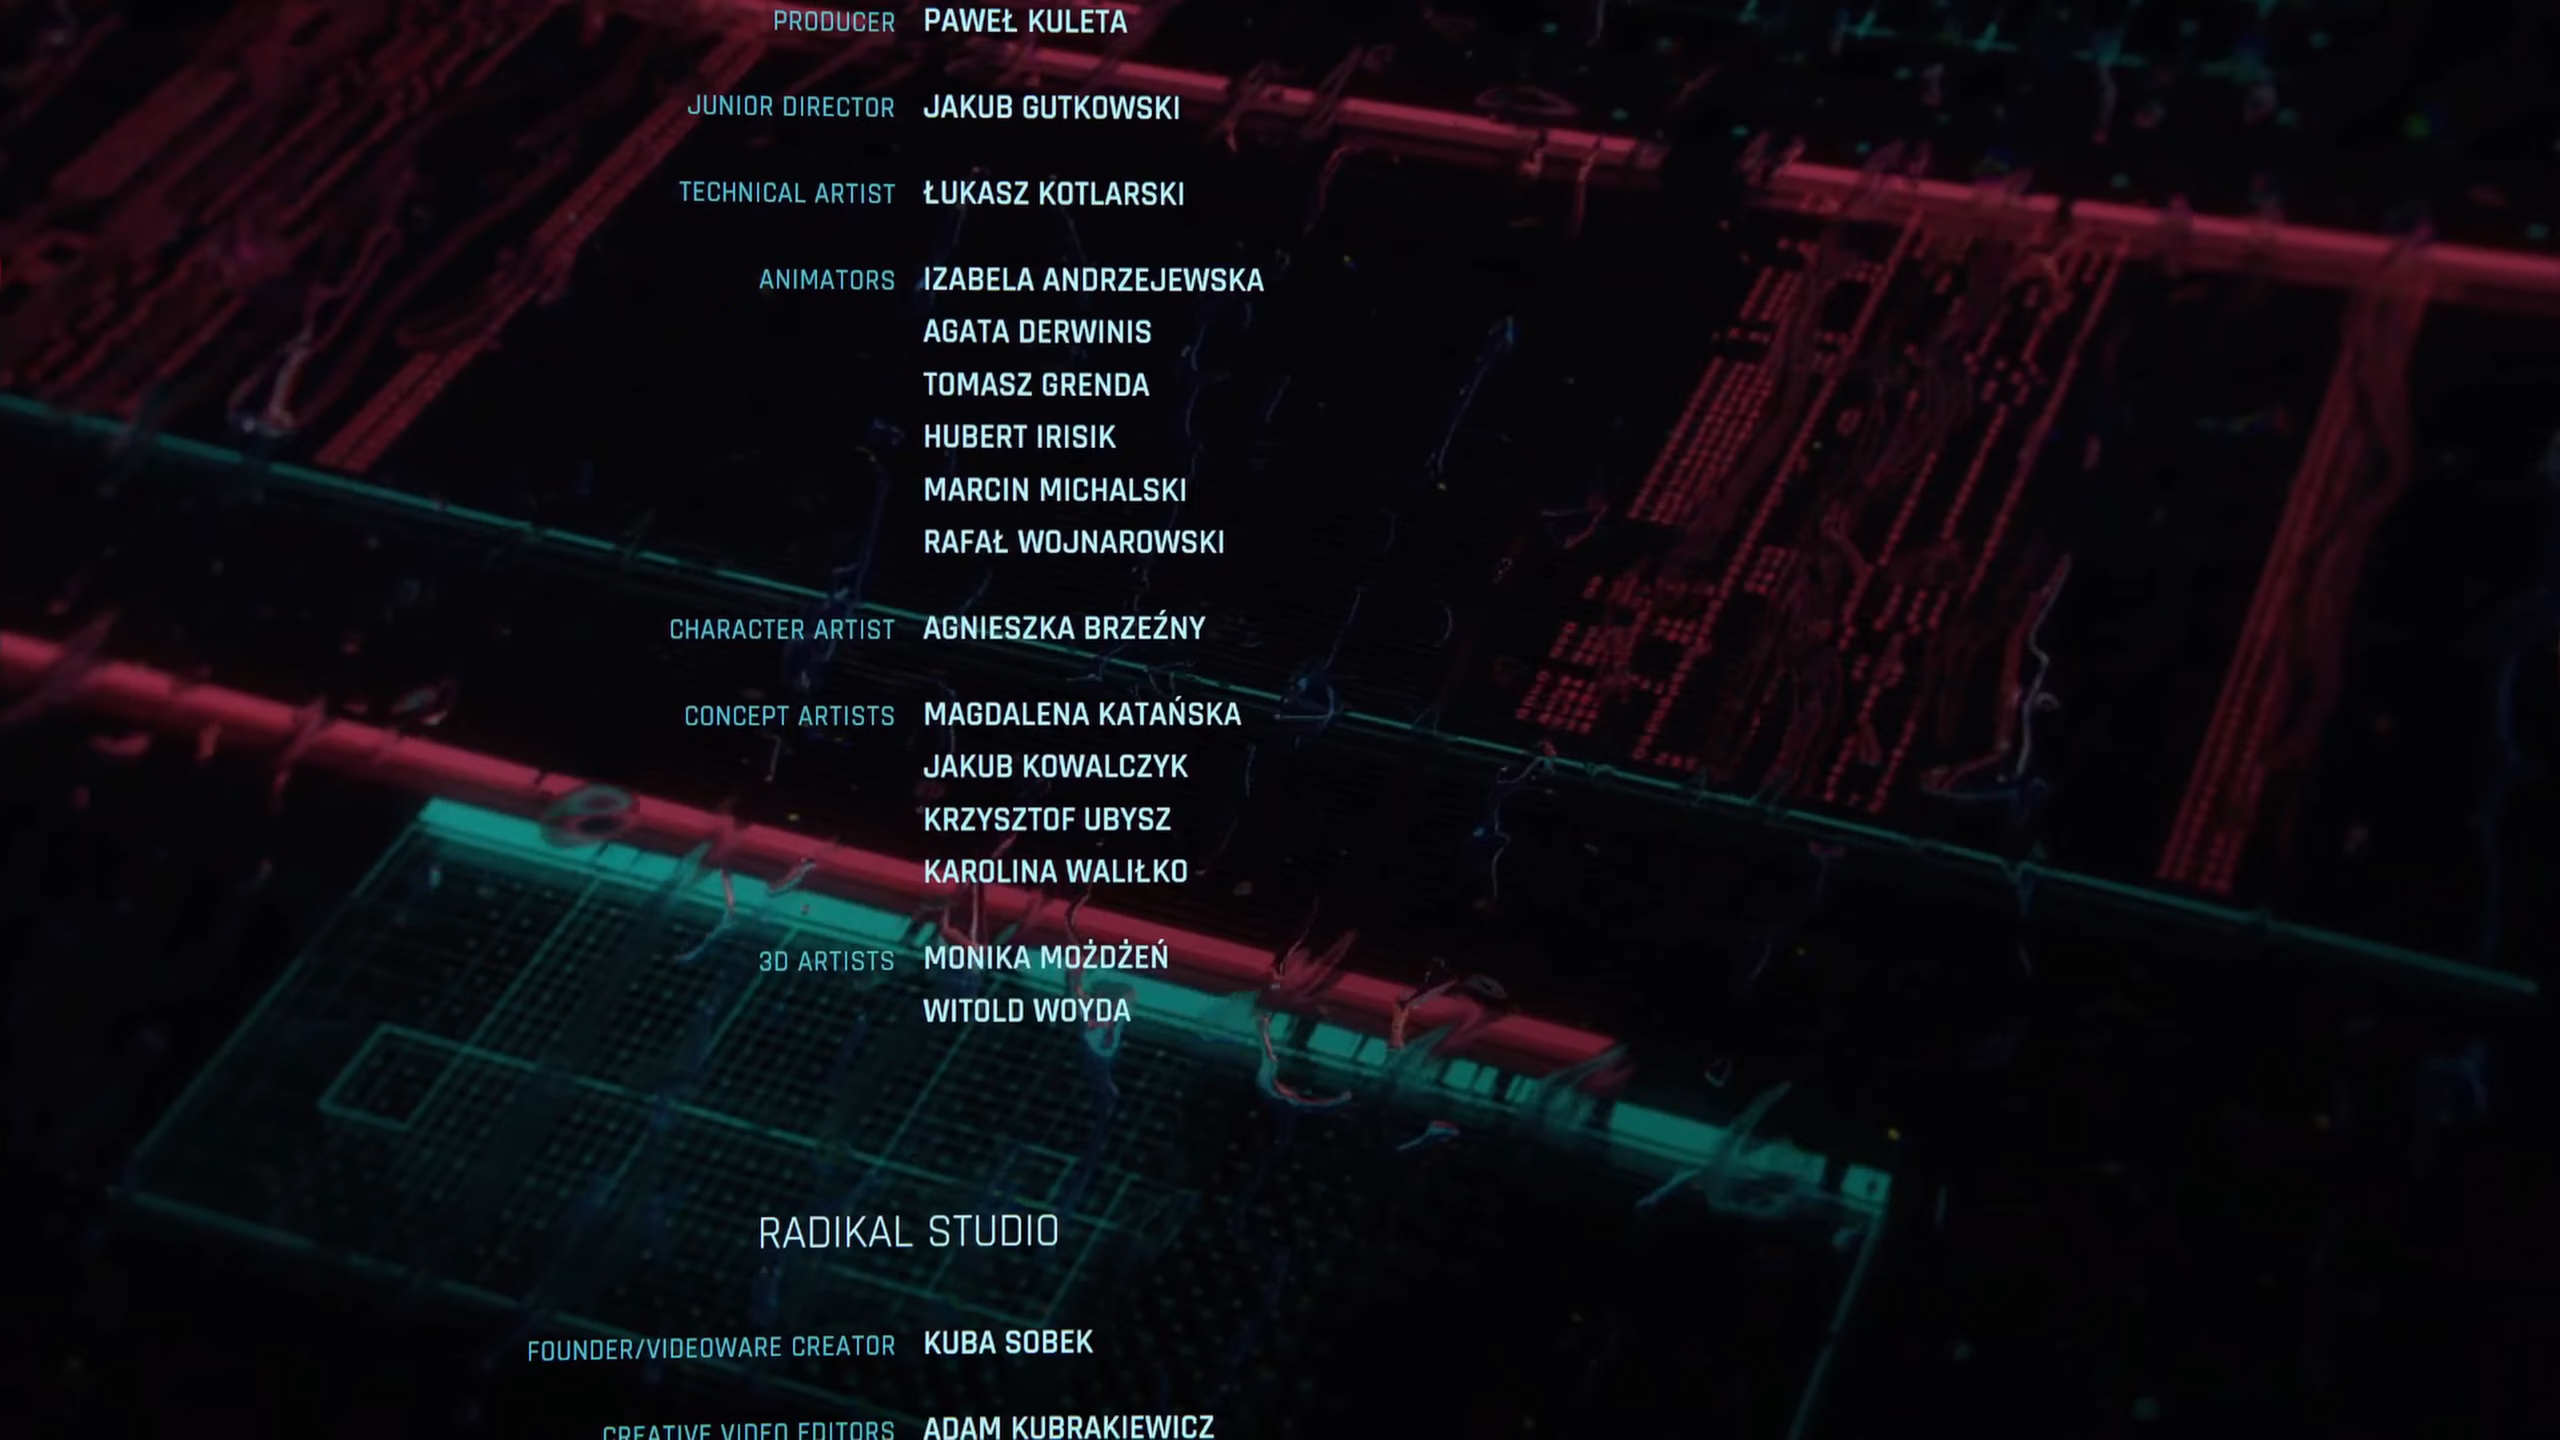 PRODUCER PAWEŁ KULETA
JUNIOR DIRECTOR JAKUB GUTKOWSKI
TECHNICAL ARTIST ŁUKASZ KOTLARSKI
ANIMATORS IZABELA ANDRZEJEWSKA
AGATA DERWINIS
TOMASZ GRENDA
HUBERT IRISIK
MARCIN MICHALSKI
RAFAŁ WOJNAROWSKI
CHARACTER ARTIST AGNIESZKA BRZEŹNY
CONCEPT ARTISTS MAGDALENA KATAŃSKA
JAKUB KOWALCZYK
KRZYSZTOF UBYSZ
KAROLINA WALIŁKO
3D ARTISTS MONIKA MOŻDŻEŃ
WITOLD WOYDA
RADIKAL STUDIO
FOUNDER/VIDEOWARE CREATOR KUBA SOBEK
CREATIVE VIDEO EDITORS ADAM KUBRAKIEWICZ